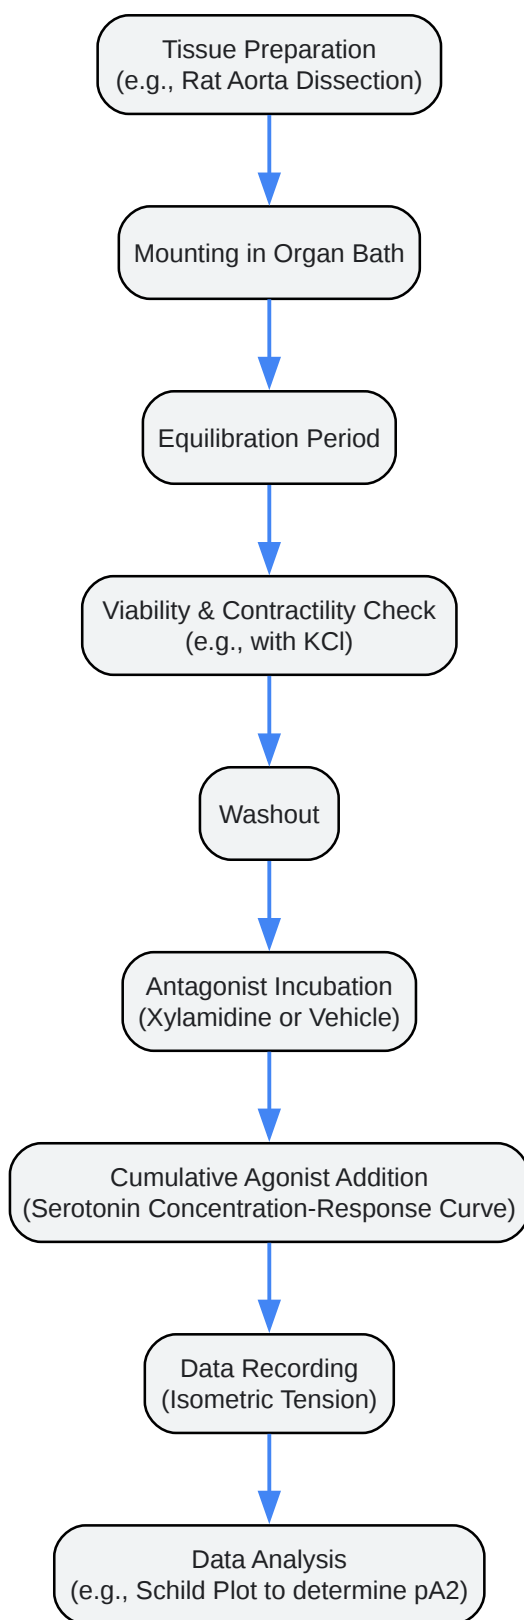 Tissue Preparation
(e.g., Rat Aorta Dissection)
Mounting in Organ Bath
Equilibration Period
Viability & Contractility Check
(e.g., with KCl)
Washout
Antagonist Incubation
(Xylamidine or Vehicle)
Cumulative Agonist Addition
(Serotonin Concentration-Response Curve)
Data Recording
(Isometric Tension)
Data Analysis
(e.g., Schild Plot to determine pA2)